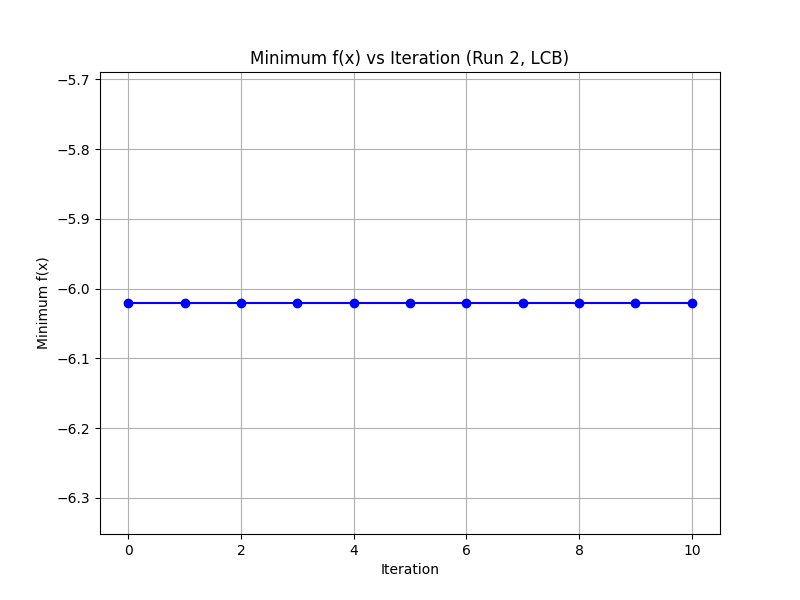 Minimum f(x) vs Iteration (Run 2, LCB)
Minimum f(x)
−5.7
−5.8
−5.9
−6.0
−6.1
−6.2
−6.3
0 2 4 6 8 10
Iteration